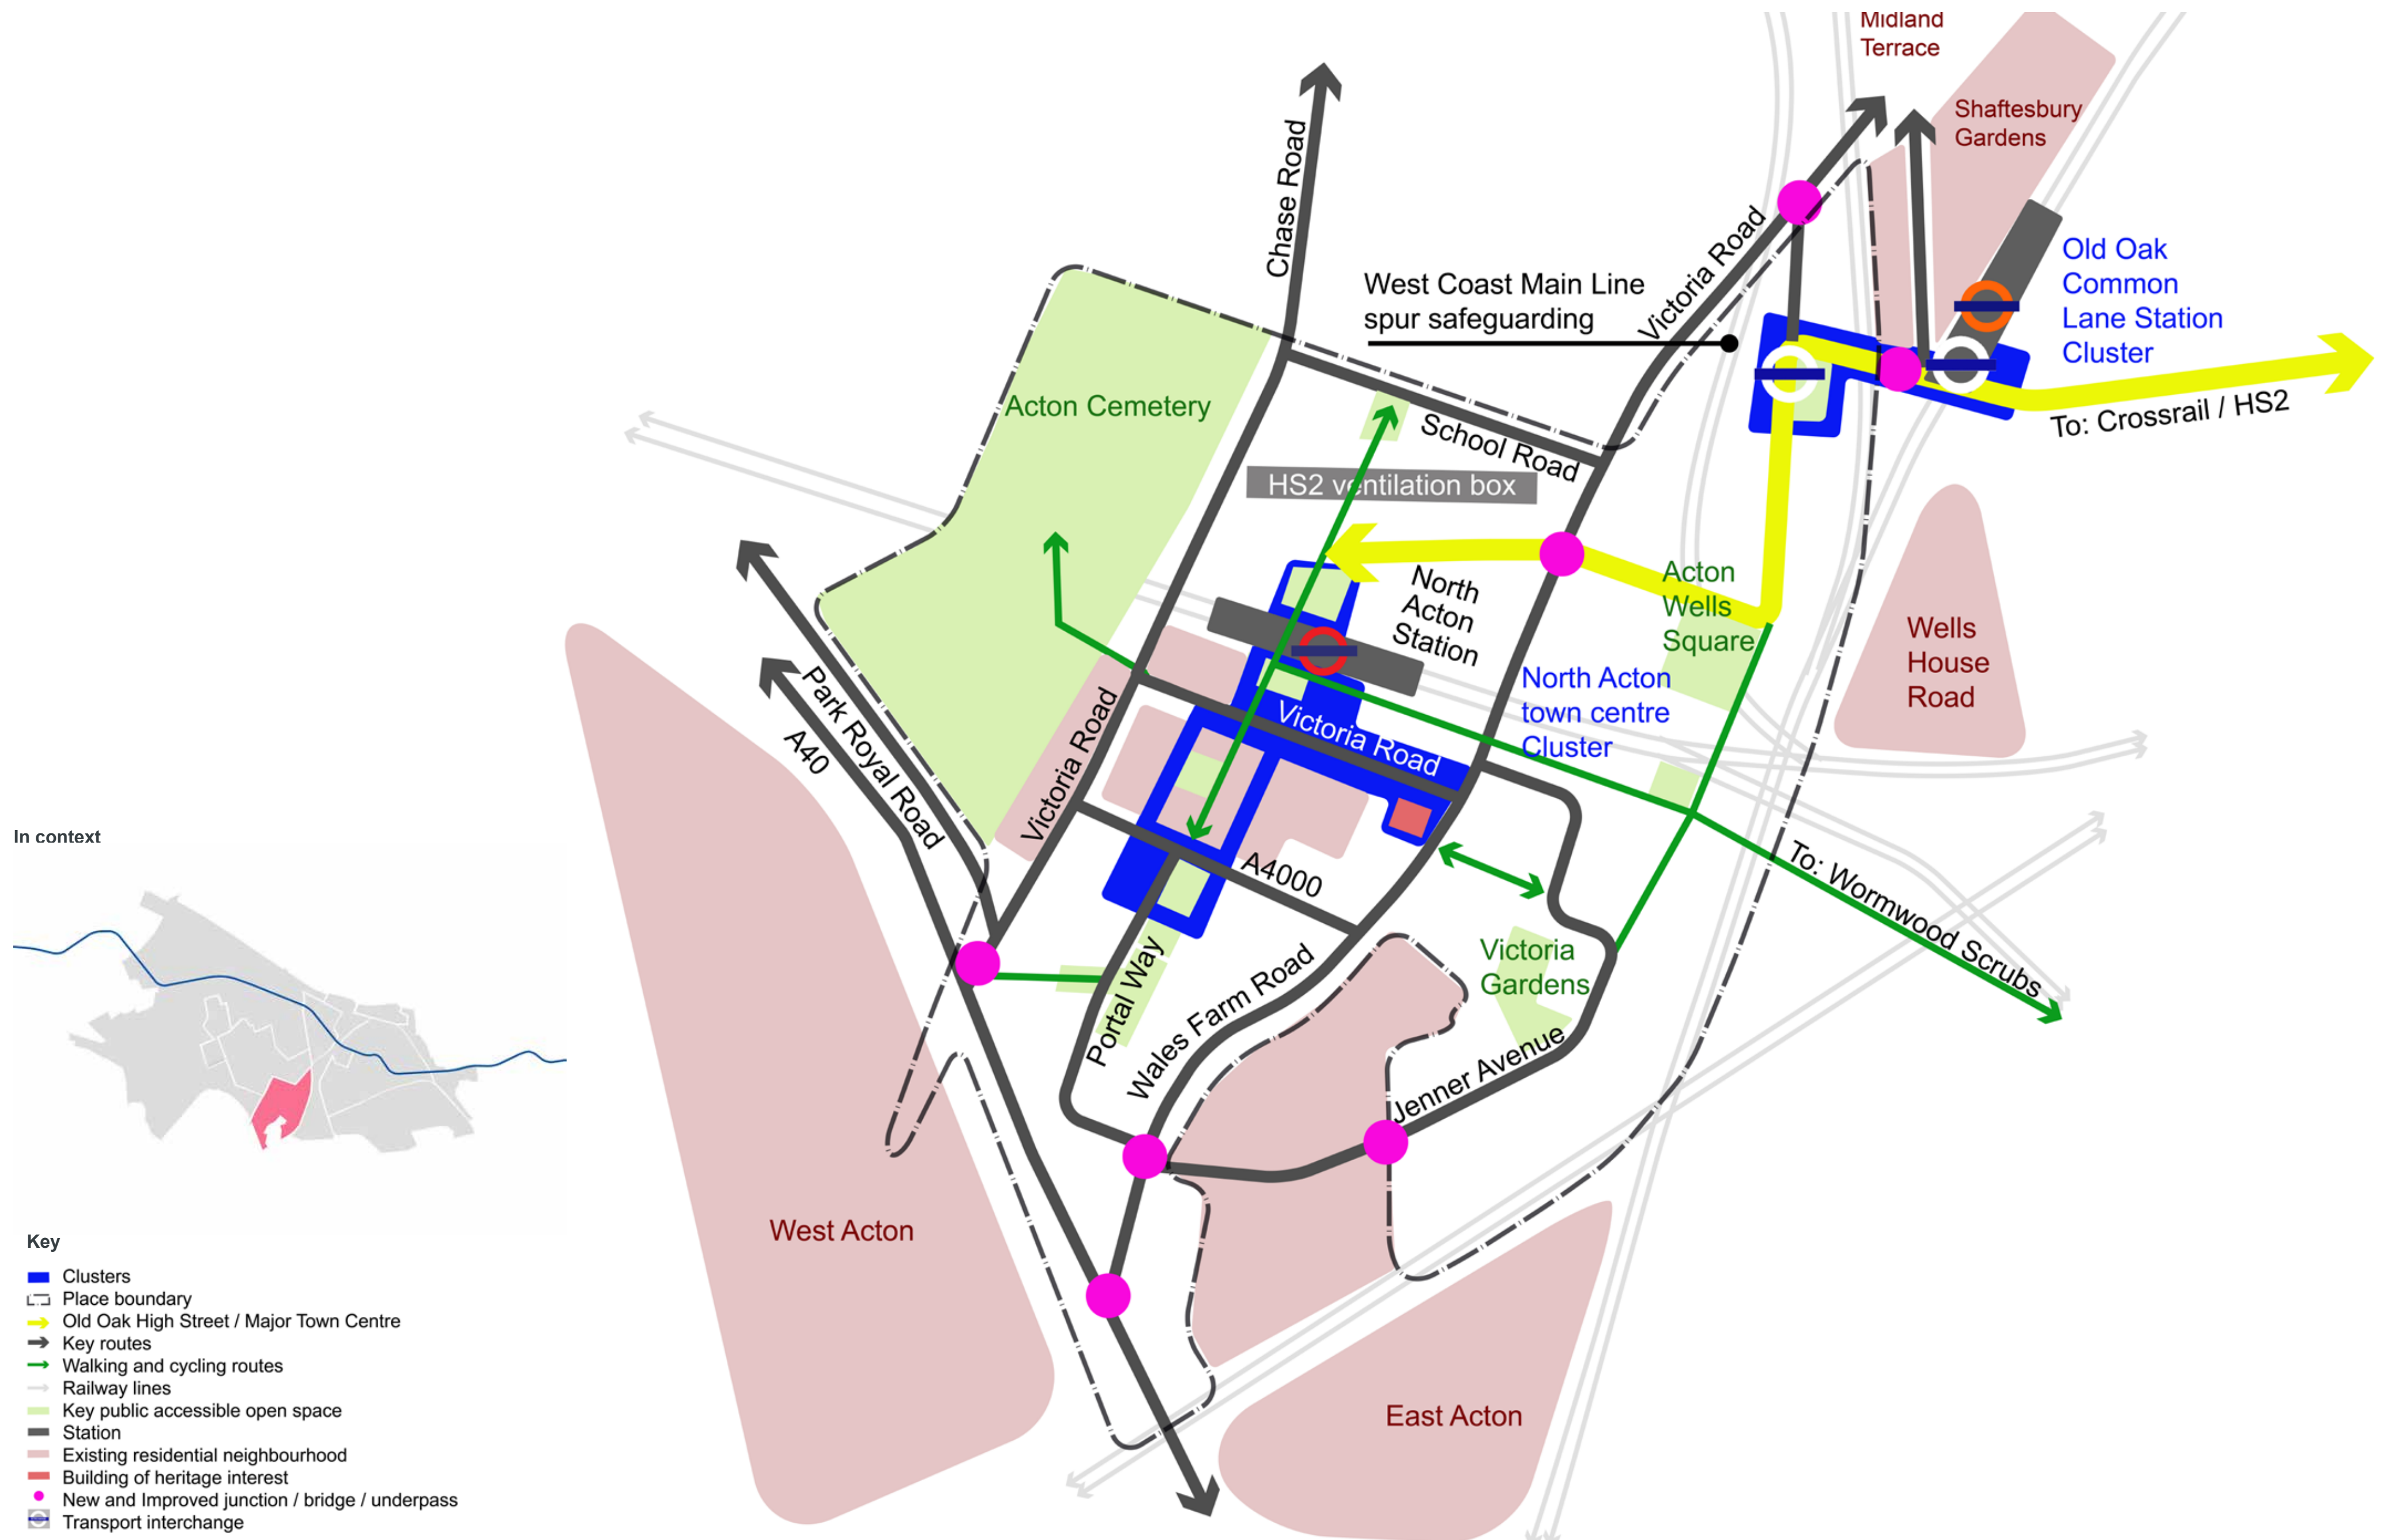 Midland
Terrace
Shaftesbury
Gardens
Chase Road
Victoria Road
Old Oak
Common
Lane Station
Cluster
West Coast Main Line
spur safeguarding
To: Crossrail / HS2
Acton Cemetery
School Road
HS2 ventilation box
North
Acton
Station
Acton
Wells
Square
Wells
House
Road
North Acton
town centre
Cluster
Park Royal Road
A40
Victoria Road
Victoria Road
A4000
To: Wormwood Scrubs
Victoria
Gardens
Portal Way
Wales Farm Road
Jenner Avenue
West Acton
East Acton
In context
Key
Clusters
Place boundary
Old Oak High Street / Major Town Centre
Key routes
Walking and cycling routes
Railway lines
Key public accessible open space
Station
Existing residential neighbourhood
Building of heritage interest
New and Improved junction / bridge / underpass
Transport interchange